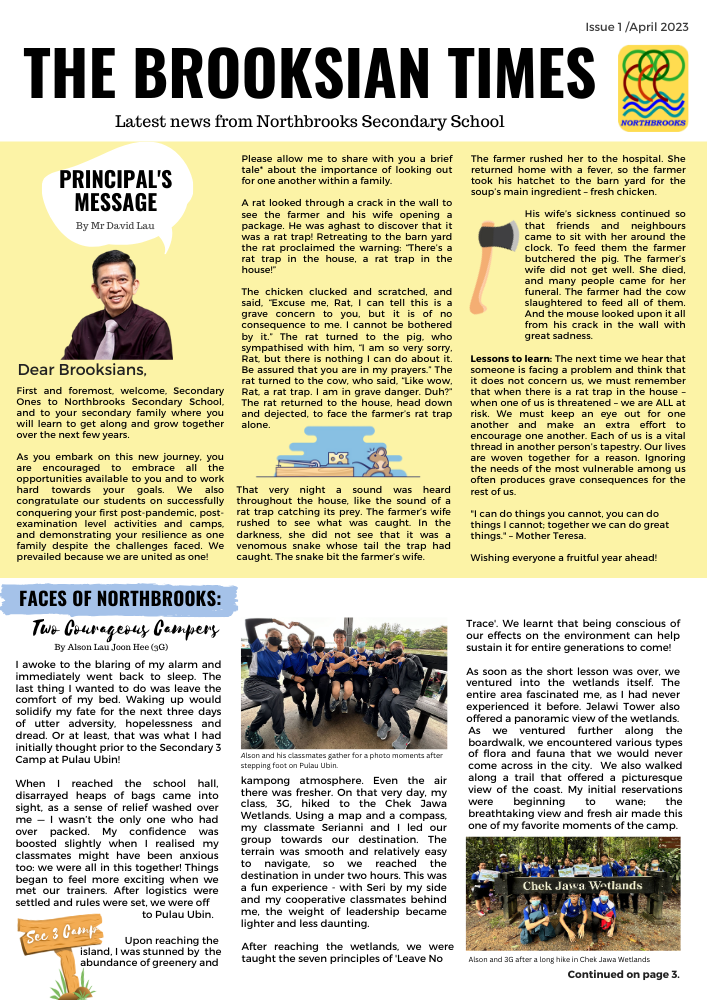 Issue 1 /April 2023
THE BROOKSIAN TIMES
NORTHBROOKS
Latest news from Northbrooks Secondary School
PRINCIPAL'S
MESSAGE
By Mr David Lau
Dear Brooksians,
First and foremost, welcome, Secondary
Ones to Northbrooks Secondary School,
and to your secondary family where you
will learn to get along and grow together
over the next few years.
As you embark on this new journey, you
are encouraged to embrace all the
opportunities available to you and to work
hard towards your goals. We also
congratulate our students on successfully
conquering your first post-pandemic, post-
examination level activities and camps,
and demonstrating your resilience as one
family despite the challenges faced. We
prevailed because we are united as one!
Please allow me to share with you a brief
tale* about the importance of looking out
for one another within a family.
A rat looked through a crack in the wall to
see the farmer and his wife opening a
package. He was aghast to discover that it
was a rat trap! Retreating to the barn yard
the rat proclaimed the warning: "There's a
rat trap in the house, a rat trap in the
house!"
The chicken clucked and scratched, and
said, "Excuse me, Rat, I can tell this is a
grave concern to you, but it is of no
consequence to me. I cannot be bothered
by it." The rat turned to the pig, who
sympathised with him, "I am so very sorry,
Rat, but there is nothing I can do about it.
Be assured that you are in my prayers." The
rat turned to the cow, who said, "Like wow,
Rat, a rat trap. I am in grave danger. Duh?"
The rat returned to the house, head down
and dejected, to face the farmer's rat trap
alone.
That very night a sound was heard
throughout the house, like the sound of a
rat trap catching its prey. The farmer's wife
rushed to see what was caught. In the
darkness, she did not see that it was a
venomous snake whose tail the trap had
caught. The snake bit the farmer's wife.
The farmer rushed her to the hospital. She
returned home with a fever, so the farmer
took his hatchet to the barn yard for the
soup's main ingredient – fresh chicken.
His wife's sickness continued so
that friends and neighbours
came to sit with her around the
clock. To feed them the farmer
butchered the pig. The farmer's
wife did not get well. She died,
and many people came for her
funeral. The farmer had the cow
slaughtered to feed all of them.
And the mouse looked upon it all
from his crack in the wall with
great sadness.
Lessons to learn: The next time we hear that
someone is facing a problem and think that
it does not concern us, we must remember
that when there is a rat trap in the house –
when one of us is threatened – we are ALL at
risk. We must keep an eye out for one
another and make an extra effort to
encourage one another. Each of us is a vital
thread in another person's tapestry. Our lives
are woven together for a reason. Ignoring
the needs of the most vulnerable among us
often produces grave consequences for the
rest of us.
"I can do things you cannot, you can do
things I cannot; together we can do great
things." – Mother Teresa.
Wishing everyone a fruitful year ahead!
FACES OF NORTHBROOKS:
Two Courageous Campers
By Alson Lau Joon Hee (3G)
I awoke to the blaring of my alarm and
immediately went back to sleep. The
last thing I wanted to do was leave the
comfort of my bed. Waking up would
solidify my fate for the next three days
of utter adversity, hopelessness and
dread. Or at least, that was what I had
initially thought prior to the Secondary 3
Camp at Pulau Ubin!
When I reached the school hall,
disarrayed heaps of bags came into
sight, as a sense of relief washed over
me — I wasn't the only one who had
over packed. My confidence was
boosted slightly when I realised my
classmates might have been anxious
too: we were all in this together! Things
began to feel more exciting when we
met our trainers. After logistics were
settled and rules were set, we were off
to Pulau Ubin.
See 3 Camp
Upon reaching the
island, I was stunned by the
abundance of greenery and
Alson and his classmates gather for a photo moments after
stepping foot on Pulau Ubin.
kampong atmosphere. Even the air
there was fresher. On that very day, my
class, 3G, hiked to the Chek Jawa
Wetlands. Using a map and a compass,
my classmate Serianni and I led our
group towards our destination. The
terrain was smooth and relatively easy
to navigate, so we reached the
destination in under two hours. This was
a fun experience - with Seri by my side
and my cooperative classmates behind
me, the weight of leadership became
lighter and less daunting.
After reaching the wetlands, we were
taught the seven principles of 'Leave No
Trace'. We learnt that being conscious of
our effects on the environment can help
sustain it for entire generations to come!
As soon as the short lesson was over, we
ventured into the wetlands itself. The
entire area fascinated me, as I had never
experienced it before. Jelawi Tower also
offered a panoramic view of the wetlands.
As we ventured further along the
boardwalk, we encountered various types
of flora and fauna that we would never
come across in the city. We also walked
along a trail that offered a picturesque
view of the coast. My initial reservations
were beginning to wane; the
breathtaking view and fresh air made this
one of my favorite moments of the camp.
Chek Jawa Wetlands
Alson and 3G after a long hike in Chek Jawa Wetlands
Continued on page 3.